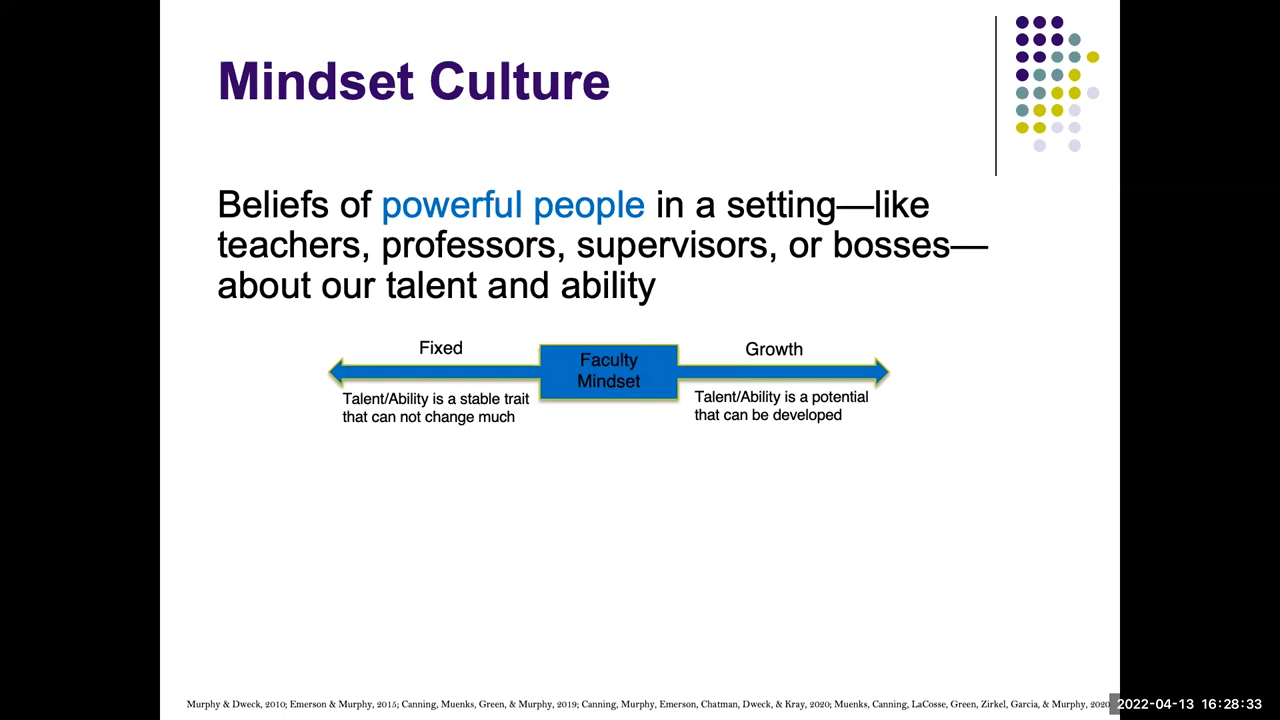 Mindset Culture
Beliefs of powerful people in a setting—like
teachers, professors, supervisors, or bosses—
about our talent and ability
Fixed
Faculty
Mindset
Growth
Talent/Ability is a stable trait
that can not change much
Talent/Ability is a potential
that can be developed
Murphy & Dweck, 2010; Emerson & Murphy, 2015; Canning, Muenks, Green, & Murphy, 2019; Canning, Murphy, Emerson, Chatman, Dweck, & Kray, 2020; Muenks, Canning, LaCosse, Green, Zirkel, Garcia, & Murphy, 2020
2022-04-13 16:28:33